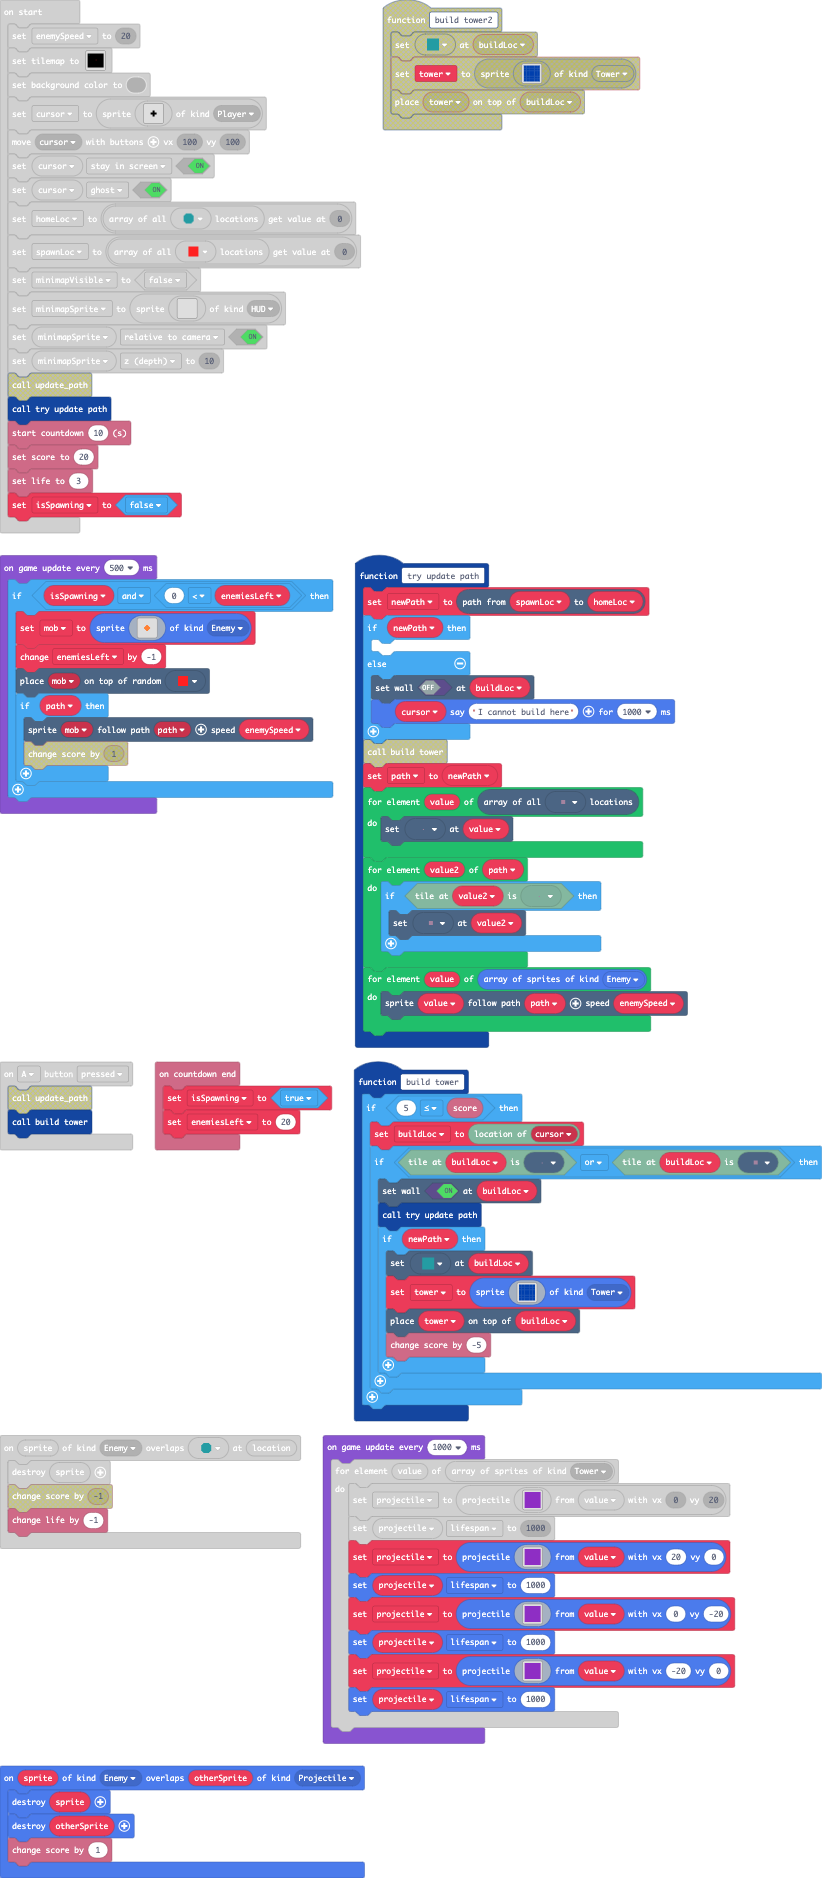 on start
set enemySpeed to 20
set tilemap to
set background color to
set cursor to sprite of kind Player
move cursor with buttons vx 100 vy 100
set cursor stay in screen ON
set cursor ghost ON
set homeLoc to array of all locations get value at 0
set spawnLoc to array of all locations get value at 0
set minimapVisible to false
set minimapSprite to sprite of kind HUD
set minimapSprite relative to camera ON
set minimapSprite z (depth) to 10
call update_path
call try update path
start countdown 10 (s)
set score to 20
set life to 3
set isSpawning to false
function build tower2
set at buildLoc
set tower to sprite of kind Tower
place tower on top of buildLoc
on game update every 500 ms
if isSpawning and 0 < enemiesLeft then
set mob to sprite of kind Enemy
change enemiesLeft by -1
place mob on top of random
if path then
sprite mob follow path path speed enemySpeed
change score by 1
function try update path
set newPath to path from spawnLoc to homeLoc
if newPath then
else
set wall OFF at buildLoc
cursor say "I cannot build here" for 1000 ms
call build tower
set path to newPath
for element value of array of all locations
do
set at value
for element value2 of path
do
if tile at value2 is then
set at value2
for element value of array of sprites of kind Enemy
do
sprite value follow path path speed enemySpeed
on A button pressed
call update_path
call build tower
on countdown end
set isSpawning to true
set enemiesLeft to 20
function build tower
if 5 ≤ score then
set buildLoc to location of cursor
if tile at buildLoc is or tile at buildLoc is then
set wall ON at buildLoc
call try update path
if newPath then
set at buildLoc
set tower to sprite of kind Tower
place tower on top of buildLoc
change score by -5
on sprite of kind Enemy overlaps at location
destroy sprite
change score by -1
change life by -1
on game update every 1000 ms
for element value of array of sprites of kind Tower
do
set projectile to projectile from value with vx 0 vy 20
set projectile lifespan to 1000
set projectile to projectile from value with vx 20 vy 0
set projectile lifespan to 1000
set projectile to projectile from value with vx 0 vy -20
set projectile lifespan to 1000
set projectile to projectile from value with vx -20 vy 0
set projectile lifespan to 1000
on sprite of kind Enemy overlaps otherSprite of kind Projectile
destroy sprite
destroy otherSprite
change score by 1